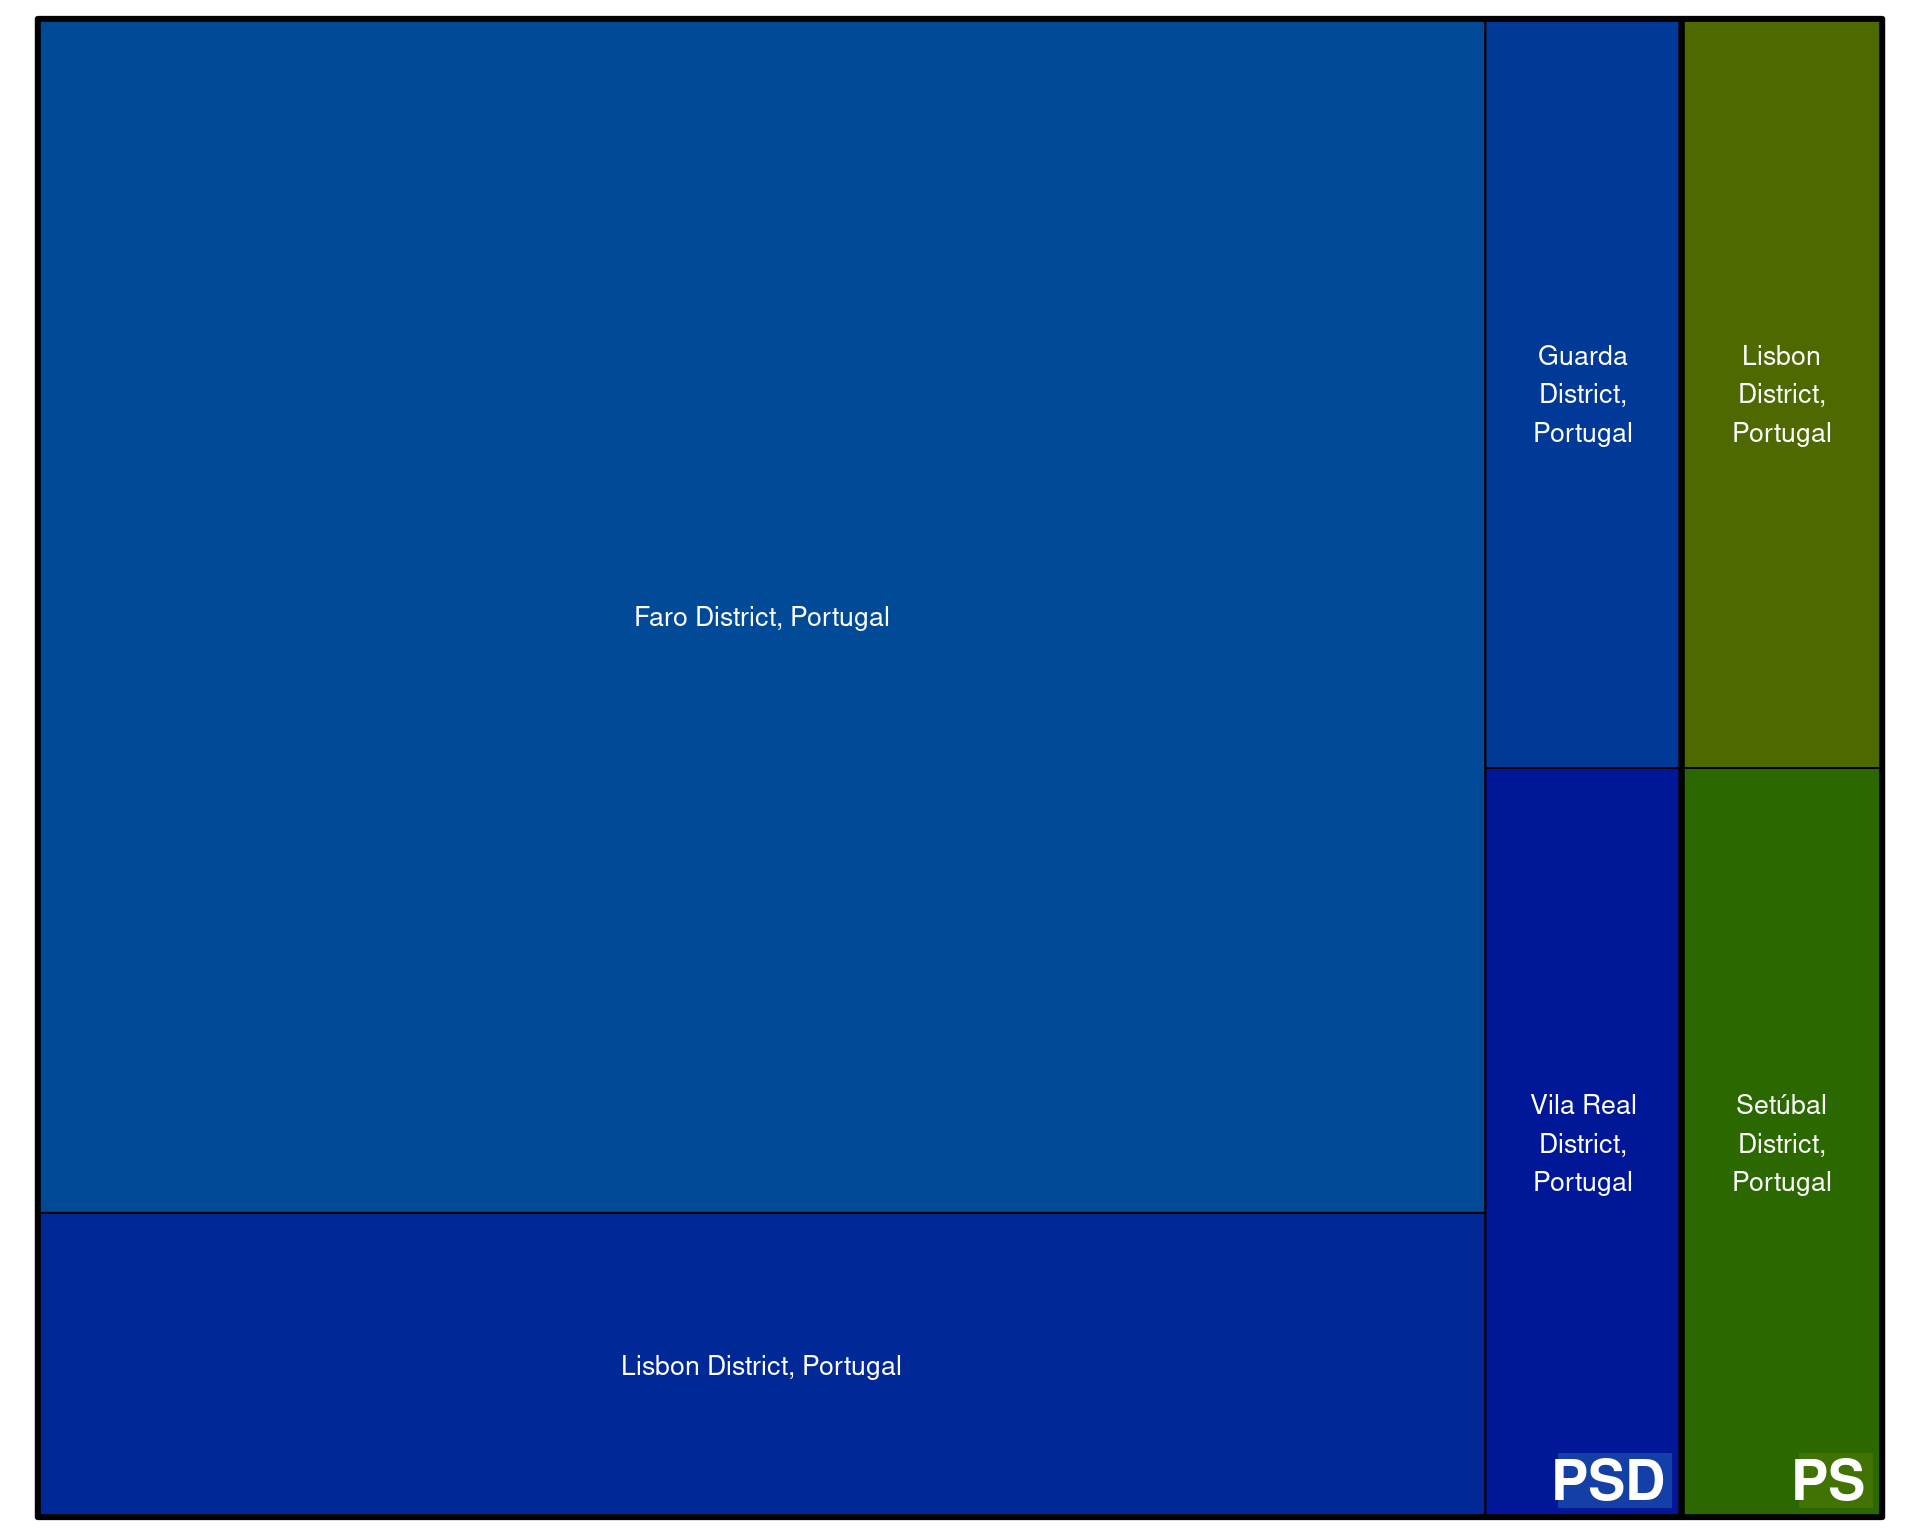 Faro District, Portugal
Lisbon District, Portugal
Guarda
District,
Portugal
Vila Real
District,
Portugal
PSD
Lisbon
District,
Portugal
Setúbal
District,
Portugal
PS